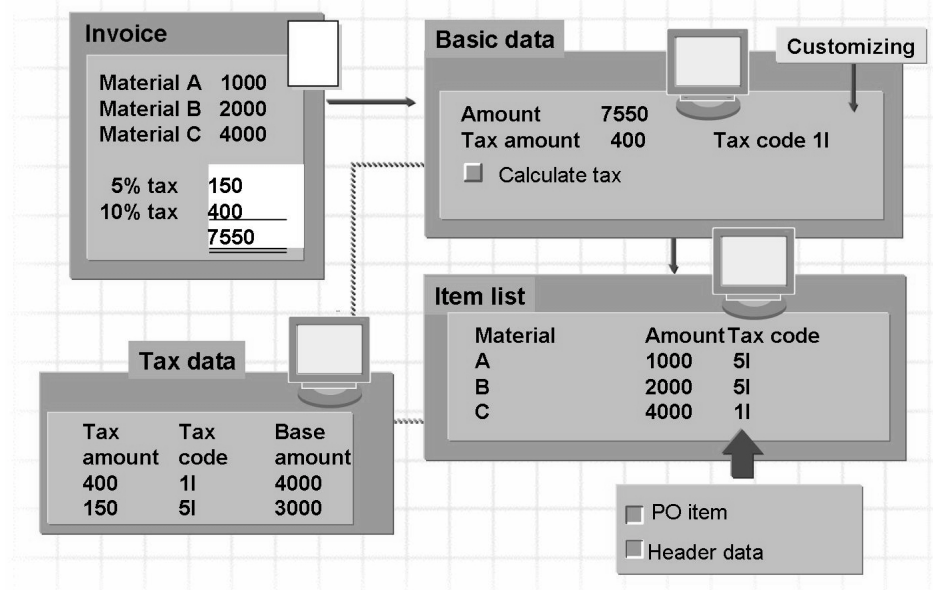 Invoice
Material A 1000
Material B 2000
Material C 4000
5% tax 150
10% tax 400
7550
Basic data
Customizing
Amount 7550
Tax amount 400 Tax code 1I
Calculate tax
Item list
Material Amount Tax code
A 1000 5I
B 2000 5I
C 4000 1I
Tax data
Tax Tax Base
amount code amount
400 1I 4000
150 5I 3000
PO item
Header data